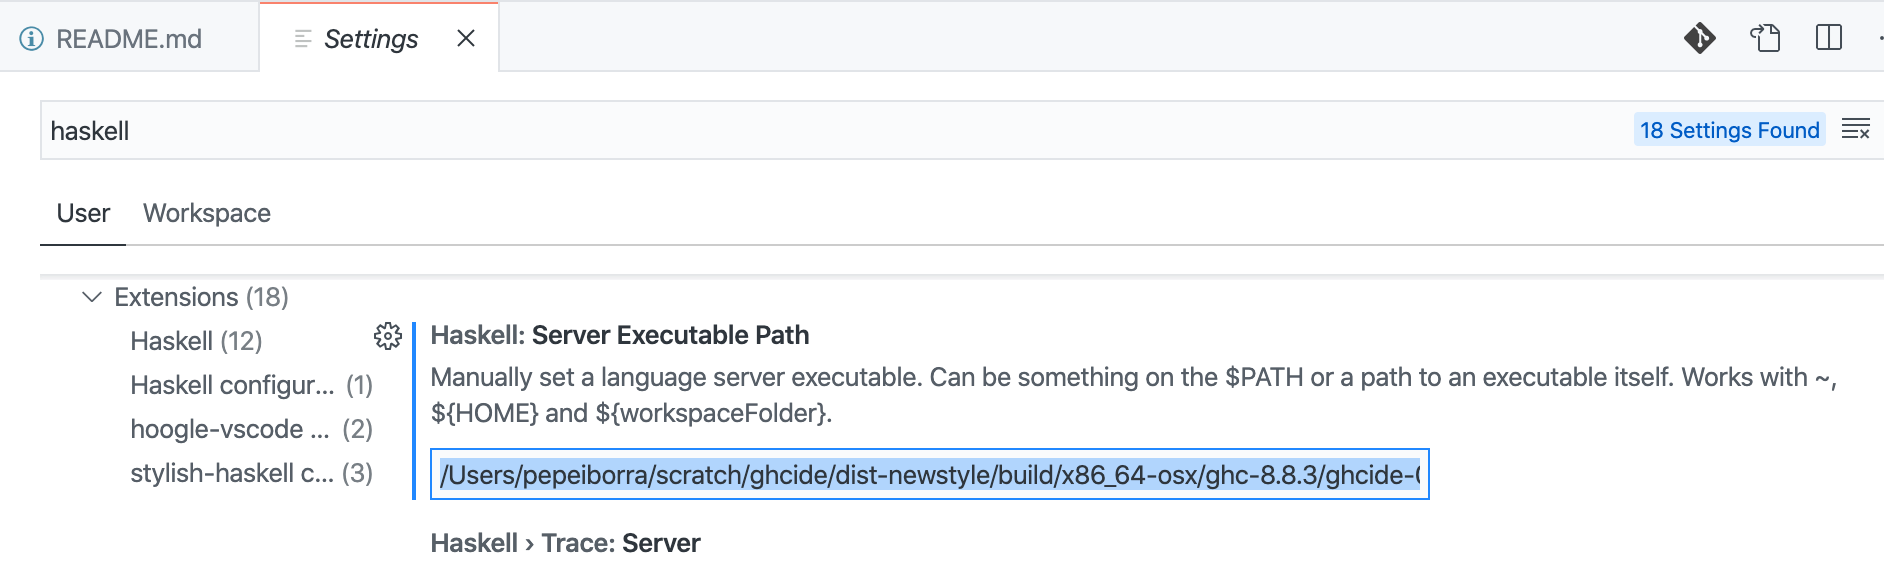 README.md Settings
haskell 18 Settings Found
User Workspace
Extensions (18)
Haskell (12)
Haskell configur... (1)
hoogle-vscode ... (2)
stylish-haskell c... (3)
Haskell: Server Executable Path
Manually set a language server executable. Can be something on the $PATH or a path to an executable itself. Works with ~,
${HOME} and ${workspaceFolder}.
/Users/pepeiborra/scratch/ghcide/dist-newstyle/build/x86_64-osx/ghc-8.8.3/ghcide-
Haskell › Trace: Server